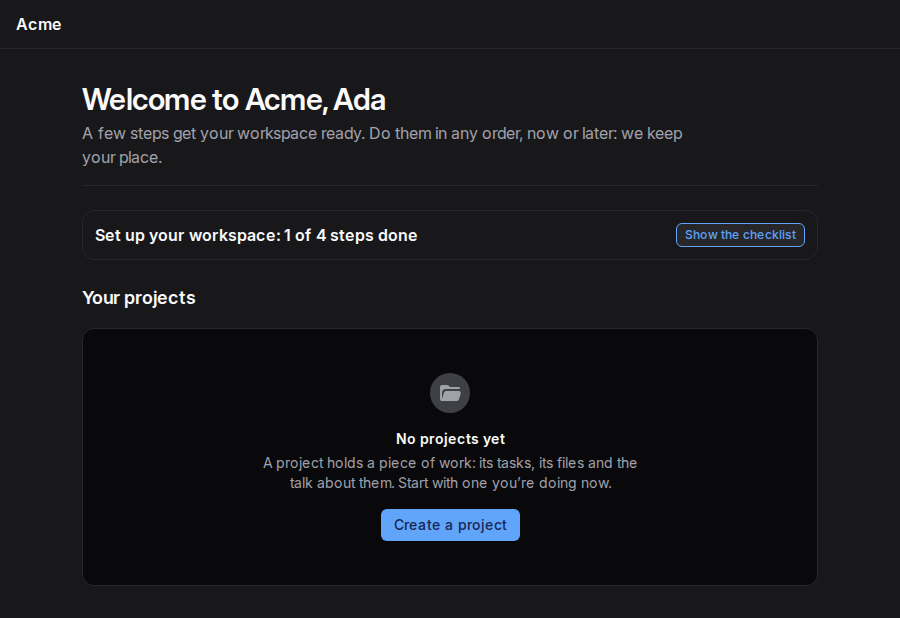 Acme
Welcome to Acme, Ada
A few steps get your workspace ready. Do them in any order, now or later: we keep
your place.
Set up your workspace: 1 of 4 steps done
Show the checklist
Your projects
No projects yet
A project holds a piece of work: its tasks, its files and the
talk about them. Start with one you’re doing now.
Create a project